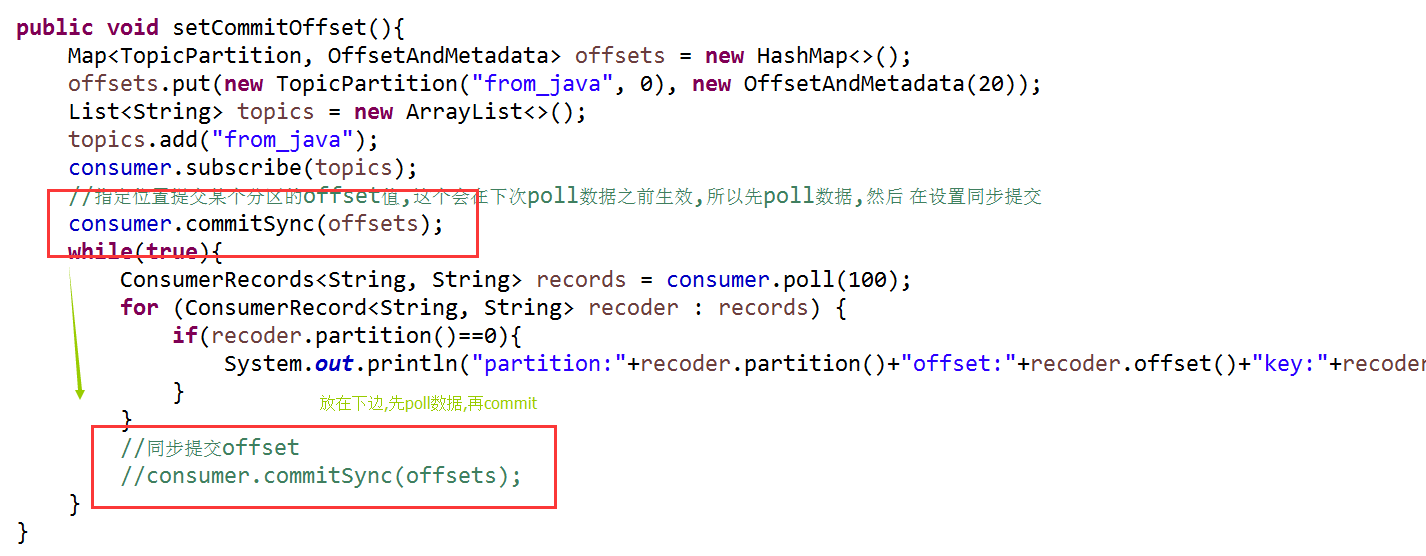 public void setCommitOffset(){
Map<TopicPartition, OffsetAndMetadata> offsets = new HashMap<>();
offsets.put(new TopicPartition("from_java", 0), new OffsetAndMetadata(20));
List<String> topics = new ArrayList<>();
topics.add("from_java");
consumer.subscribe(topics);
//指定位置提交某个分区的offset值,这个会在下次poll数据之前生效,所以先poll数据,然后 在设置同步提交
consumer.commitSync(offsets);
while(true){
ConsumerRecords<String, String> records = consumer.poll(100);
for (ConsumerRecord<String, String> recoder : records) {
if(recoder.partition()==0){
System.out.println("partition:"+recoder.partition()+"offset:"+recoder.offset()+"key:"+recoder
}
放在下边,先poll数据,再commit
}
//同步提交offset
//consumer.commitSync(offsets);
}
}